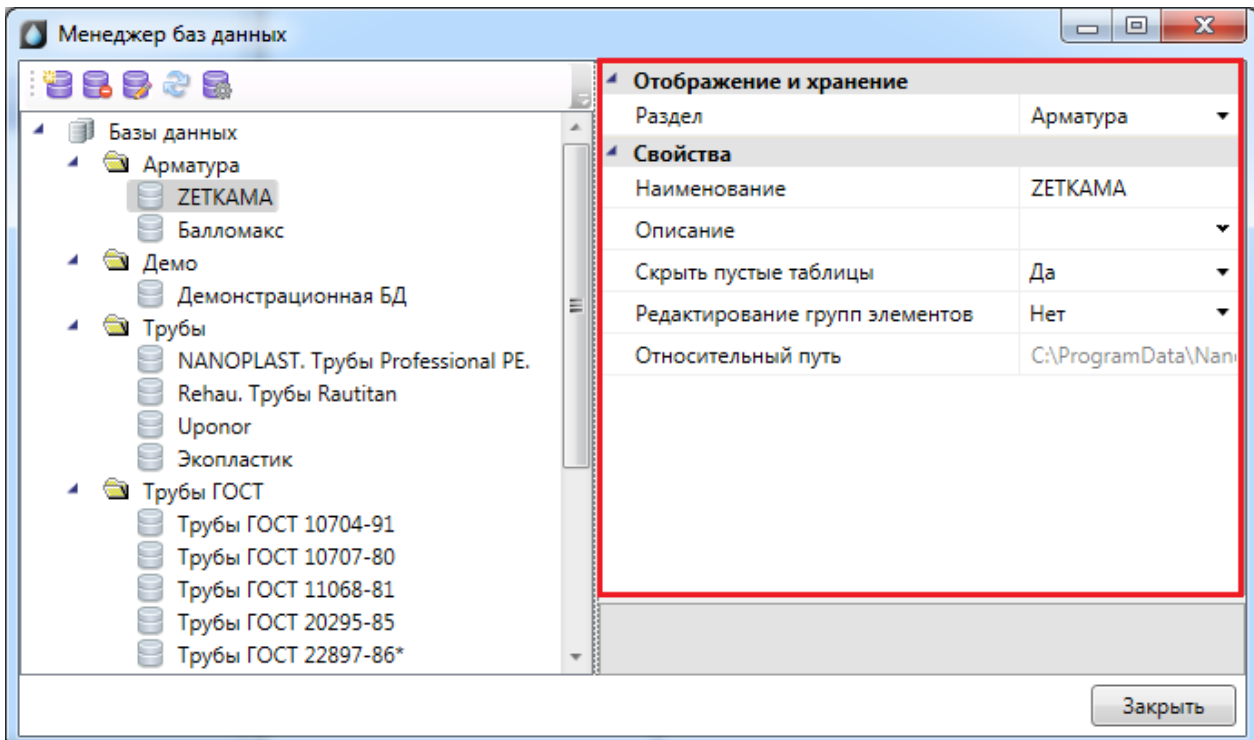 Менеджер баз данных
Базы данных
Арматура
ZETKAMA
Балломакс
Демо
Демонстрационная БД
Трубы
NANOPLAST. Трубы Professional PE.
Rehau. Трубы Rautitan
Uponor
Экопластик
Трубы ГОСТ
Трубы ГОСТ 10704-91
Трубы ГОСТ 10707-80
Трубы ГОСТ 11068-81
Трубы ГОСТ 20295-85
Трубы ГОСТ 22897-86*
Отображение и хранение
Раздел Арматура
Свойства
Наименование ZETKAMA
Описание
Скрыть пустые таблицы Да
Редактирование групп элементов Нет
Относительный путь C:\ProgramData\Nan
Закрыть